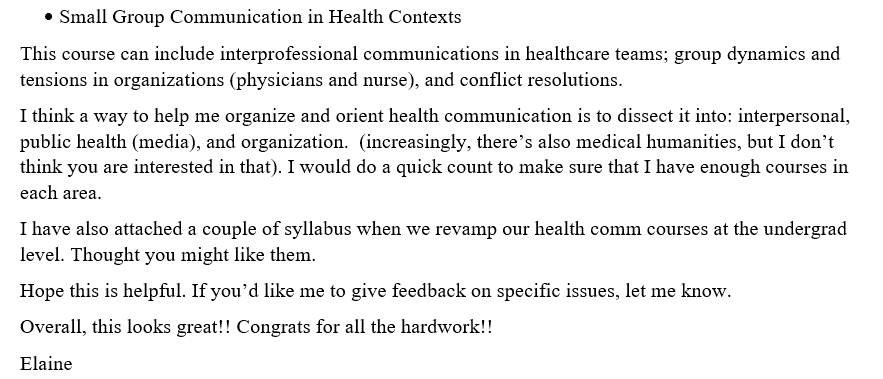 • Small Group Communication in Health Contexts
This course can include interprofessional communications in healthcare teams; group dynamics and
tensions in organizations (physicians and nurse), and conflict resolutions.
I think a way to help me organize and orient health communication is to dissect it into: interpersonal,
public health (media), and organization.  (increasingly, there’s also medical humanities, but I don’t
think you are interested in that). I would do a quick count to make sure that I have enough courses in
each area.
I have also attached a couple of syllabus when we revamp our health comm courses at the undergrad
level. Thought you might like them.
Hope this is helpful. If you’d like me to give feedback on specific issues, let me know.
Overall, this looks great!! Congrats for all the hardwork!!
Elaine